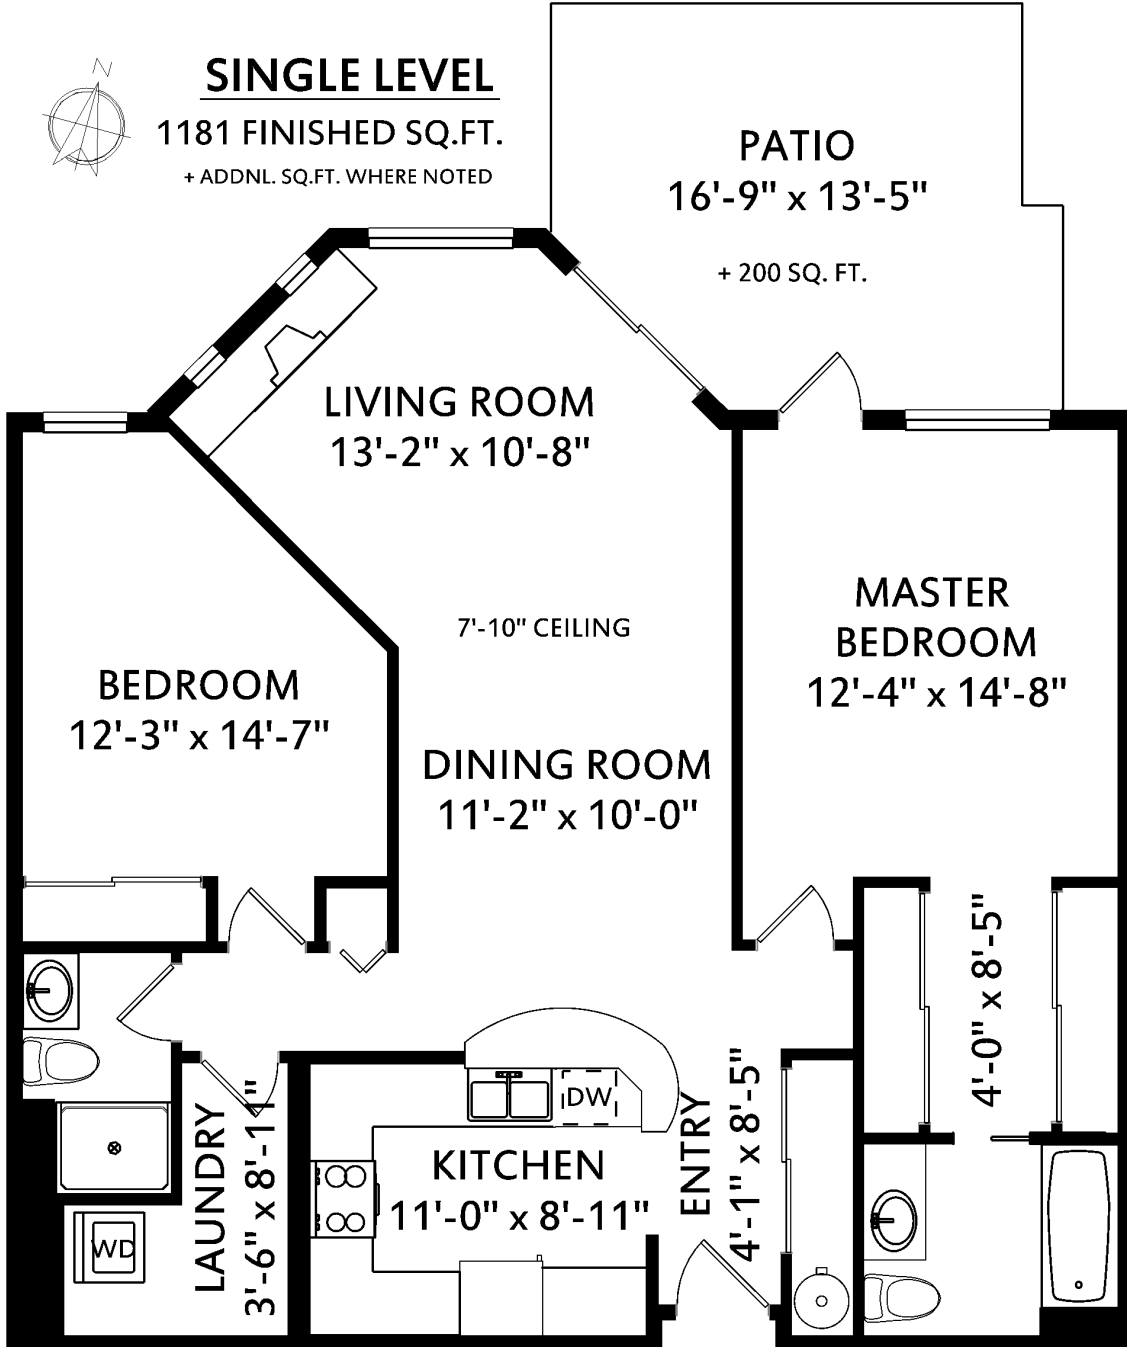 N
SINGLE LEVEL
1181 FINISHED SQ.FT.
+ ADDNL. SQ.FT. WHERE NOTED
PATIO
16'-9" x 13'-5"
+ 200 SQ. FT.
LIVING ROOM
13'-2" x 10'-8"
MASTER
BEDROOM
12'-4" x 14'-8"
7'-10" CEILING
BEDROOM
12'-3" x 14'-7"
DINING ROOM
11'-2" x 10'-0"
4'-0" x 8'-5"
DW
ENTRY
4'-1" x 8'-5"
LAUNDRY
3'-6" x 8'-11"
KITCHEN
11'-0" x 8'-11"
WD